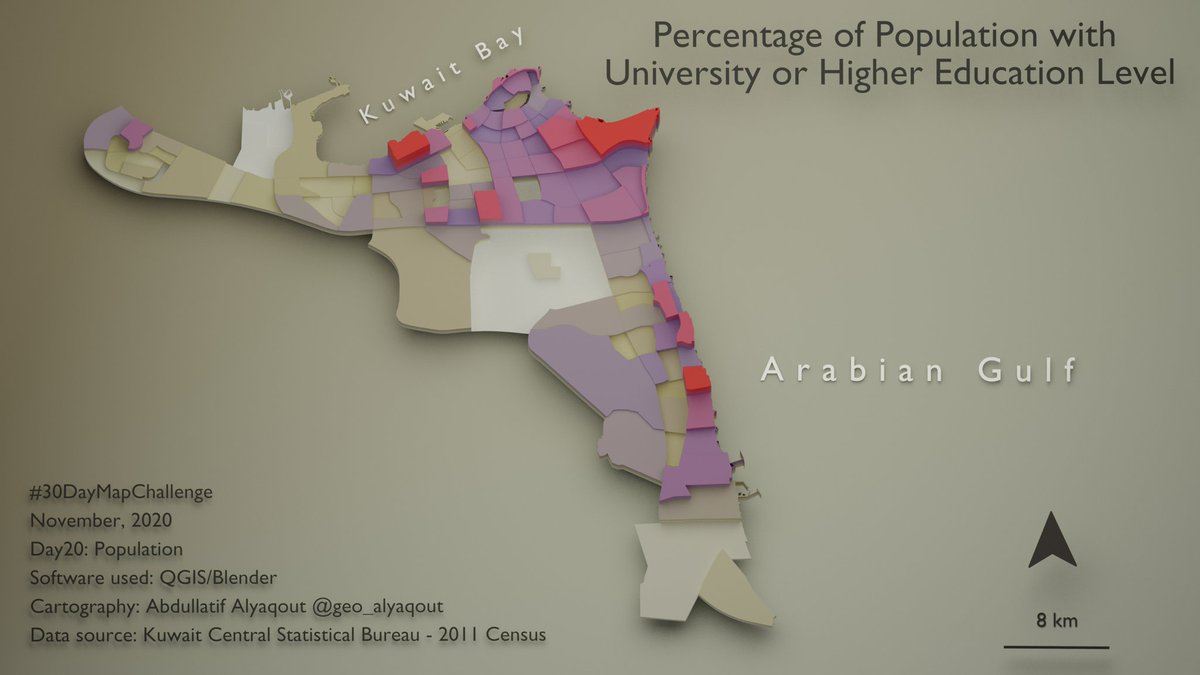 Percentage of Population with
University or Higher Education Level
Kuwait Bay
Arabian Gulf
#30DayMapChallenge
November, 2020
Day20: Population
Software used: QGIS/Blender
Cartography: Abdullatif Alyaqout @geo_alyaqout
Data source: Kuwait Central Statistical Bureau - 2011 Census
8 km